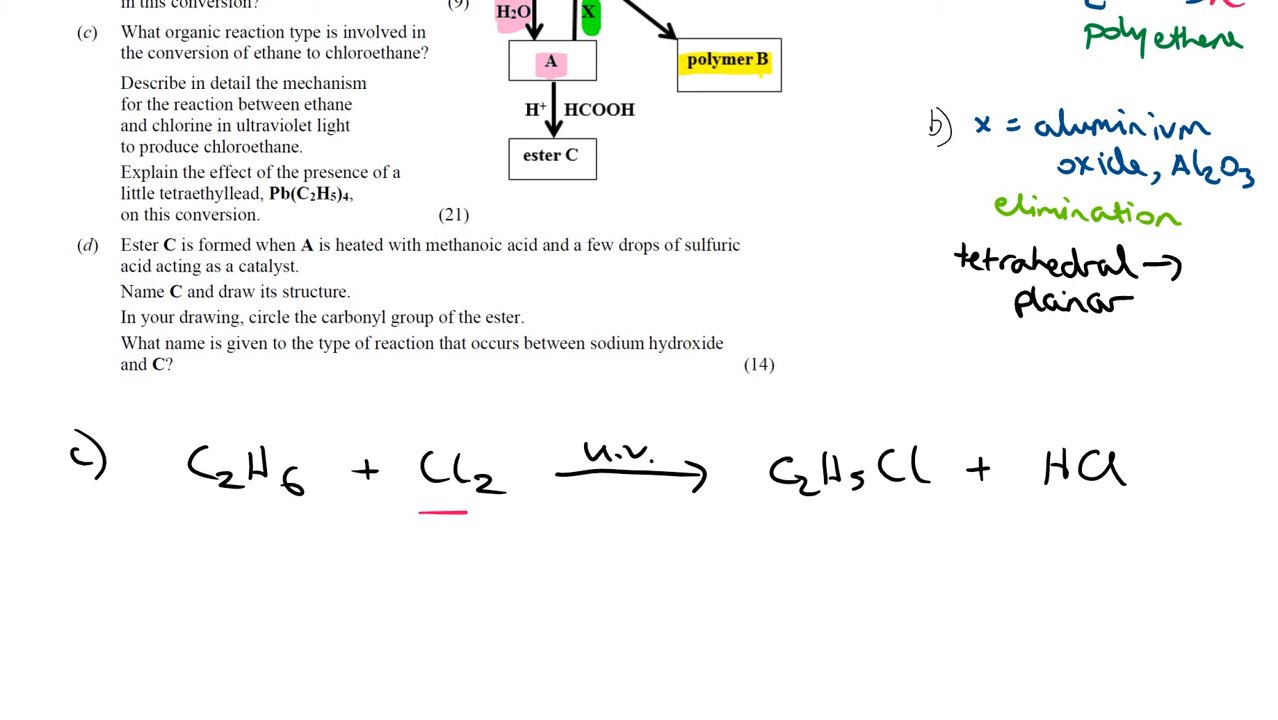 in this conversion? (9)
(c) What organic reaction type is involved in
the conversion of ethane to chloroethane?
Describe in detail the mechanism
for the reaction between ethane
and chlorine in ultraviolet light
to produce chloroethane.
Explain the effect of the presence of a
little tetraethyllead, Pb(C₂H₅)₄,
on this conversion. (21)
H₂O X
A
polymer B
H⁺ HCOOH
ester C
(d) Ester C is formed when A is heated with methanoic acid and a few drops of sulfuric
acid acting as a catalyst.
Name C and draw its structure.
In your drawing, circle the carbonyl group of the ester.
What name is given to the type of reaction that occurs between sodium hydroxide
and C? (14)
polyethene
b) x = aluminium
oxide, Al₂O₃
elimination
tetrahedral →
planar
c) C₂H₆ + Cl₂ u.v. → C₂H₅Cl + HCl